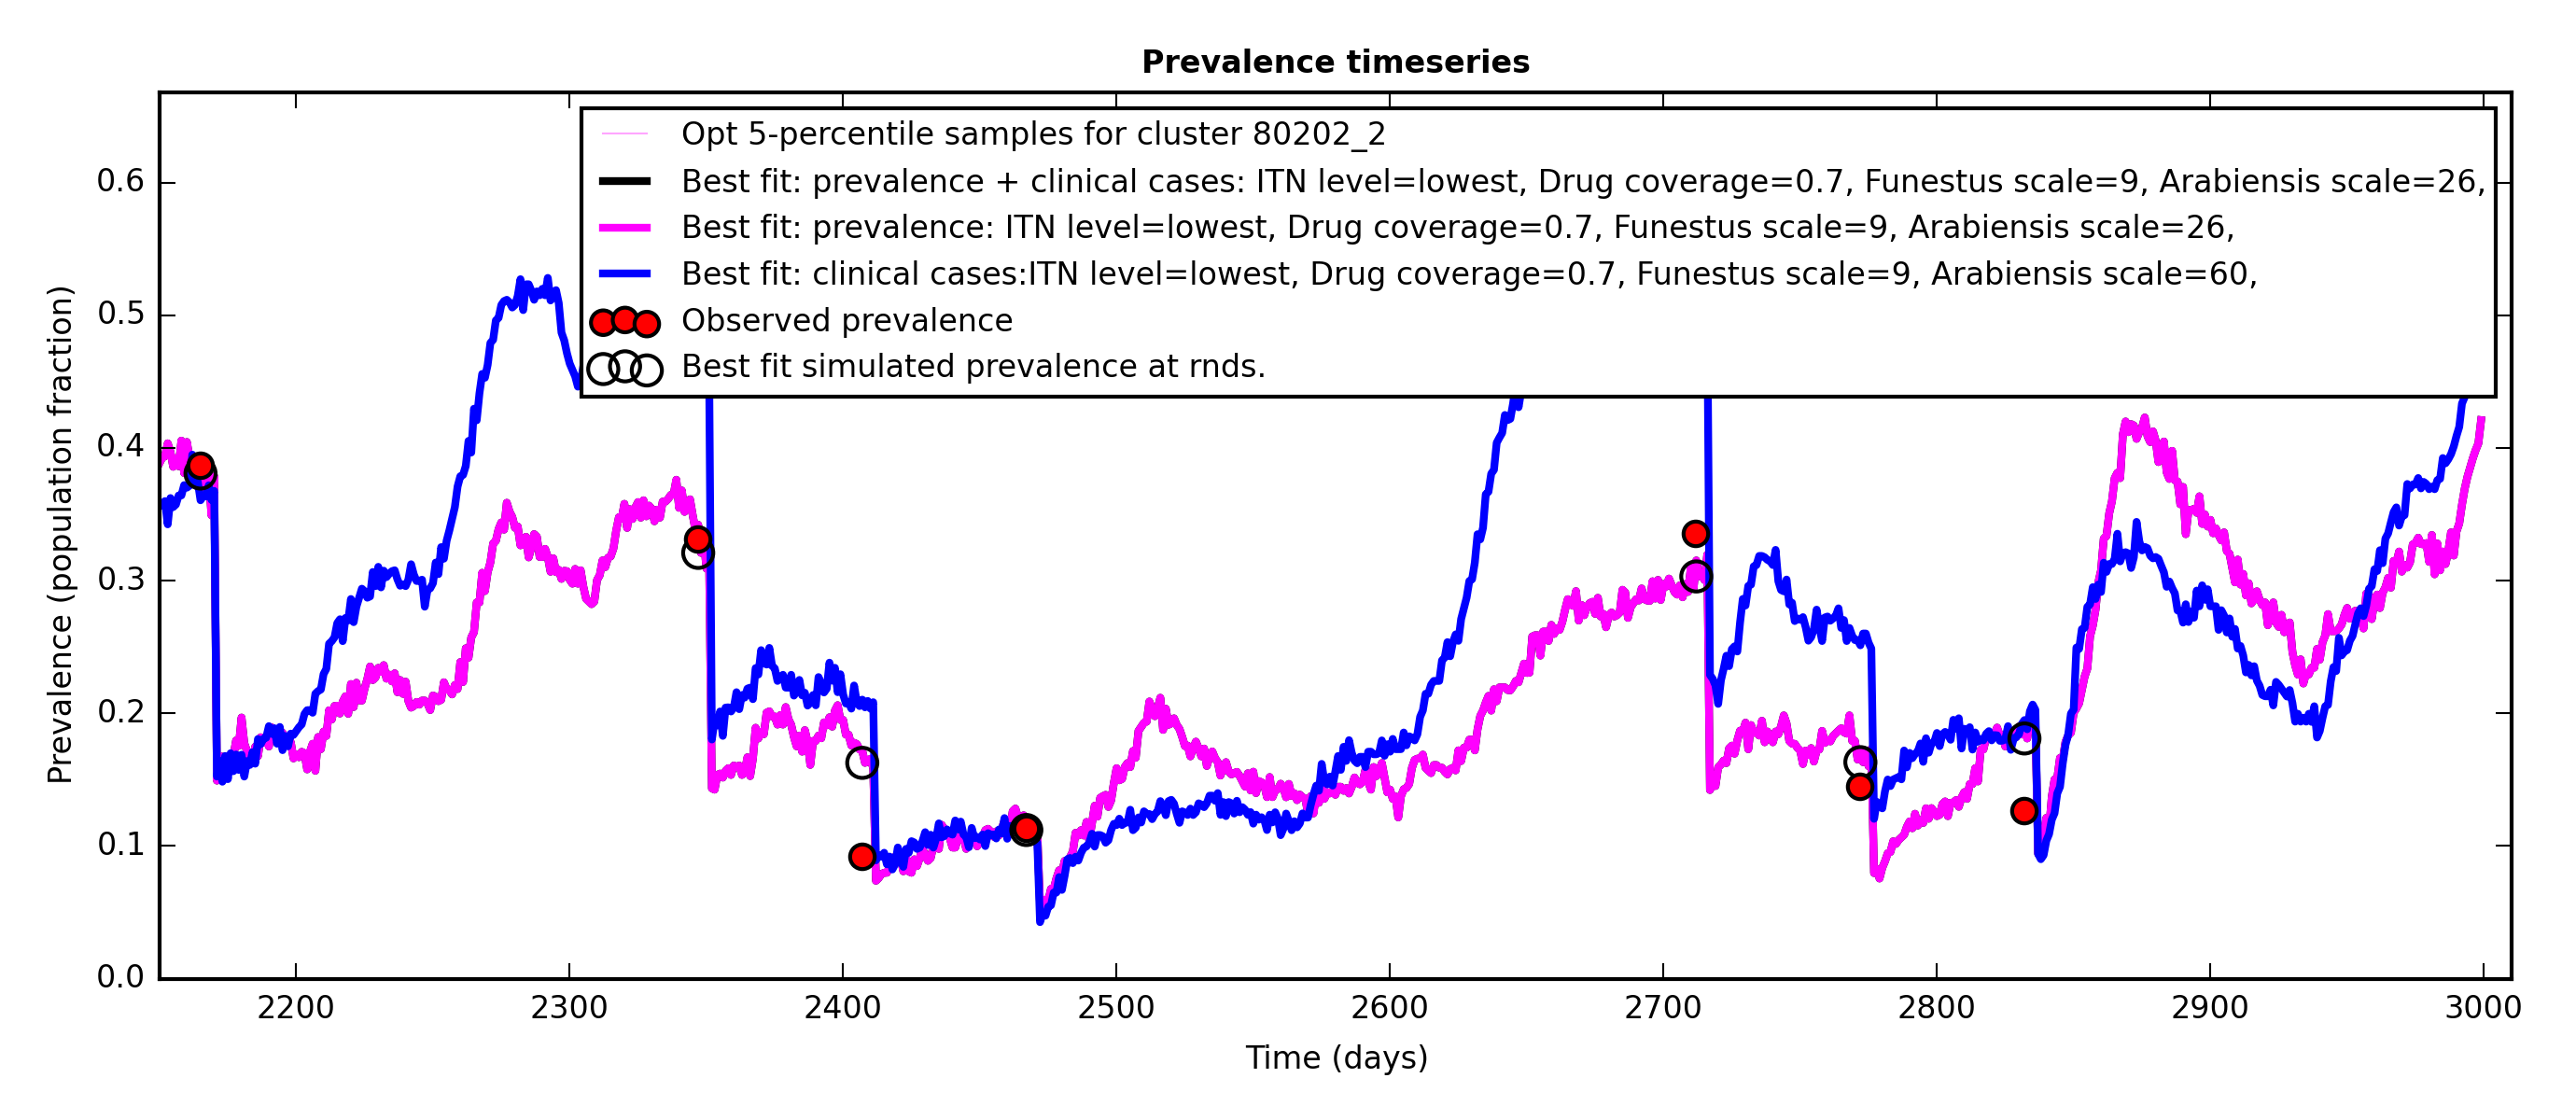 Prevalence timeseries
Opt 5-percentile samples for cluster 80202_2
Best fit: prevalence + clinical cases: ITN level=lowest, Drug coverage=0.7, Funestus scale=9, Arabiensis scale=26,
Best fit: prevalence: ITN level=lowest, Drug coverage=0.7, Funestus scale=9, Arabiensis scale=26,
Best fit: clinical cases:ITN level=lowest, Drug coverage=0.7, Funestus scale=9, Arabiensis scale=60,
Observed prevalence
Best fit simulated prevalence at rnds.
Prevalence (population fraction)
0.6
0.5
0.4
0.3
0.2
0.1
0.0
2200 2300 2400 2500 2600 2700 2800 2900 3000
Time (days)